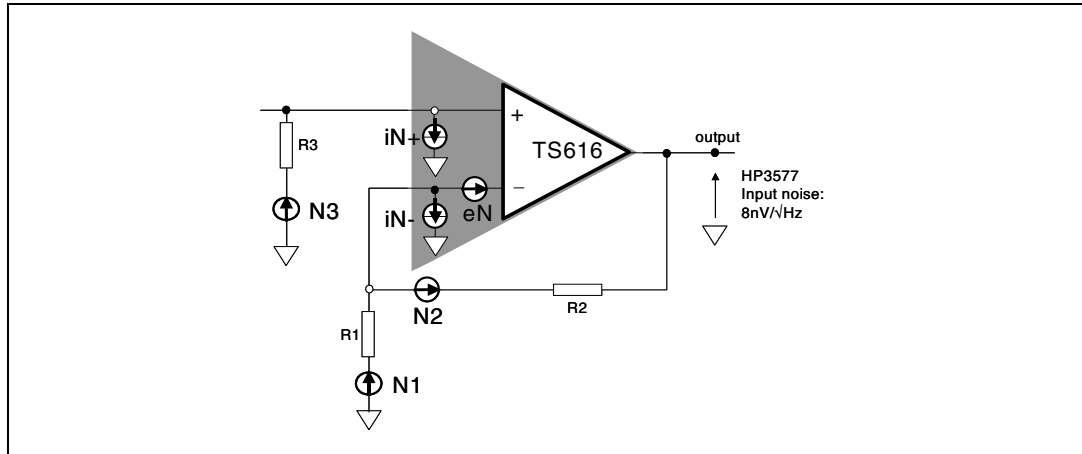 R3
N3
iN+
iN-
eN
+
−
TS616
output
HP3577
Input noise:
8nV/√Hz
N2
R2
R1
N1